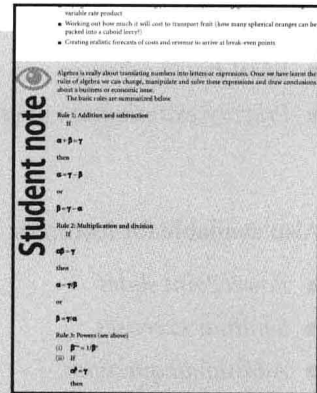 variable rate product
• Working out how much it will cost to transport fruit (how many spherical oranges can be
packed into a cuboid lorry?)
• Creating realistic forecasts of costs and revenue to arrive at break-even points
Student note
Algebra is really about translating numbers into letters or expressions. Once we have learnt the
rules of algebra we can change, manipulate and solve these expressions and draw conclusions
about a business or economic issue.
The basic rules are summarized below.
Rule 1: Addition and subtraction
If
α + β = γ
then
α = γ − β
or
β = γ − α
Rule 2: Multiplication and division
If
αβ = γ
then
α = γ/β
or
β = γ/α
Rule 3: Powers (see above)
(i)
(ii) If
then